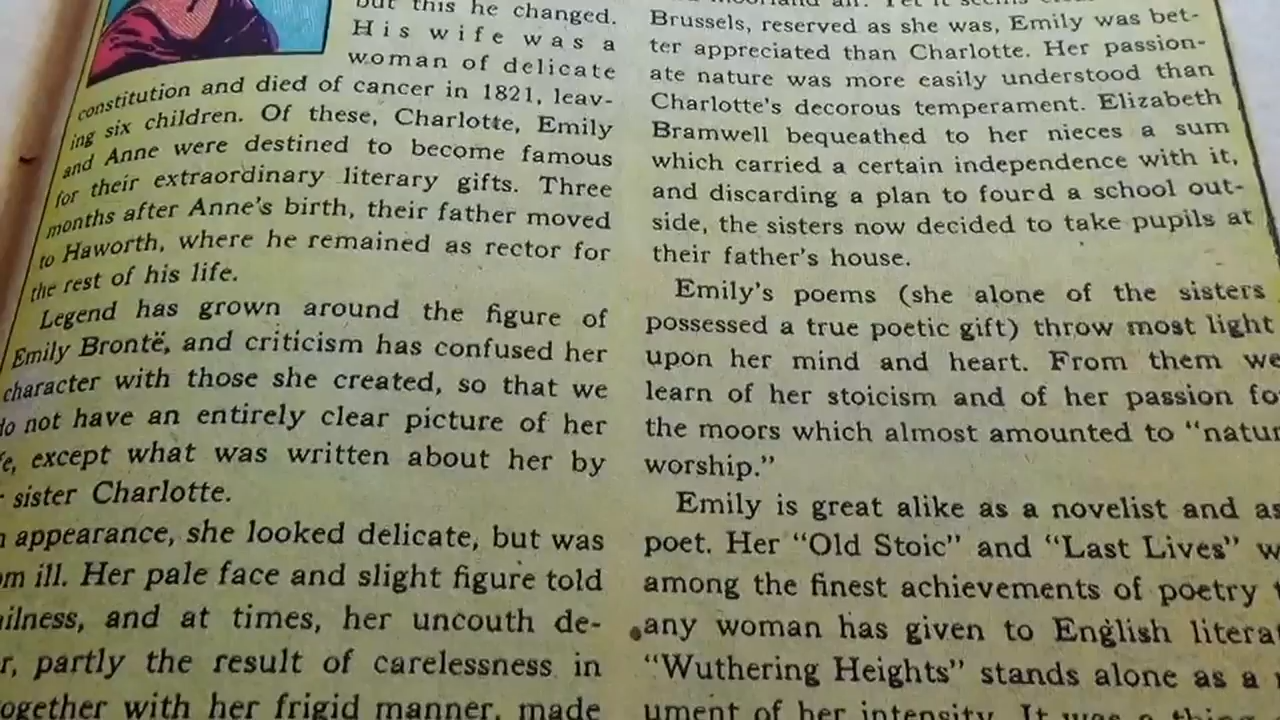 but this he changed.
His wife was a
woman of delicate
constitution and died of cancer in 1821, leav-
ing six children. Of these, Charlotte, Emily
and Anne were destined to become famous
for their extraordinary literary gifts. Three
months after Anne's birth, their father moved
to Haworth, where he remained as rector for
the rest of his life.
Legend has grown around the figure of
Emily Brontë, and criticism has confused her
character with those she created, so that we
do not have an entirely clear picture of her
except what was written about her by
sister Charlotte.
appearance, she looked delicate, but was
ill. Her pale face and slight figure told
and at times, her uncouth de-
partly the result of carelessness in
together with her frigid manner, made
Brussels, reserved as she was, Emily was bet-
ter appreciated than Charlotte. Her passion-
ate nature was more easily understood than
Charlotte's decorous temperament. Elizabeth
Bramwell bequeathed to her nieces a sum
which carried a certain independence with it,
and discarding a plan to fourd a school out-
side, the sisters now decided to take pupils at
their father's house.
Emily's poems (she alone of the sisters
possessed a true poetic gift) throw most light
upon her mind and heart. From them we
learn of her stoicism and of her passion fo
the moors which almost amounted to "natur
worship."
Emily is great alike as a novelist and as
poet. Her "Old Stoic" and "Last Lives" w
among the finest achievements of poetry t
any woman has given to English litera
"Wuthering Heights" stands alone as a
ument of her intensity. It was a thing